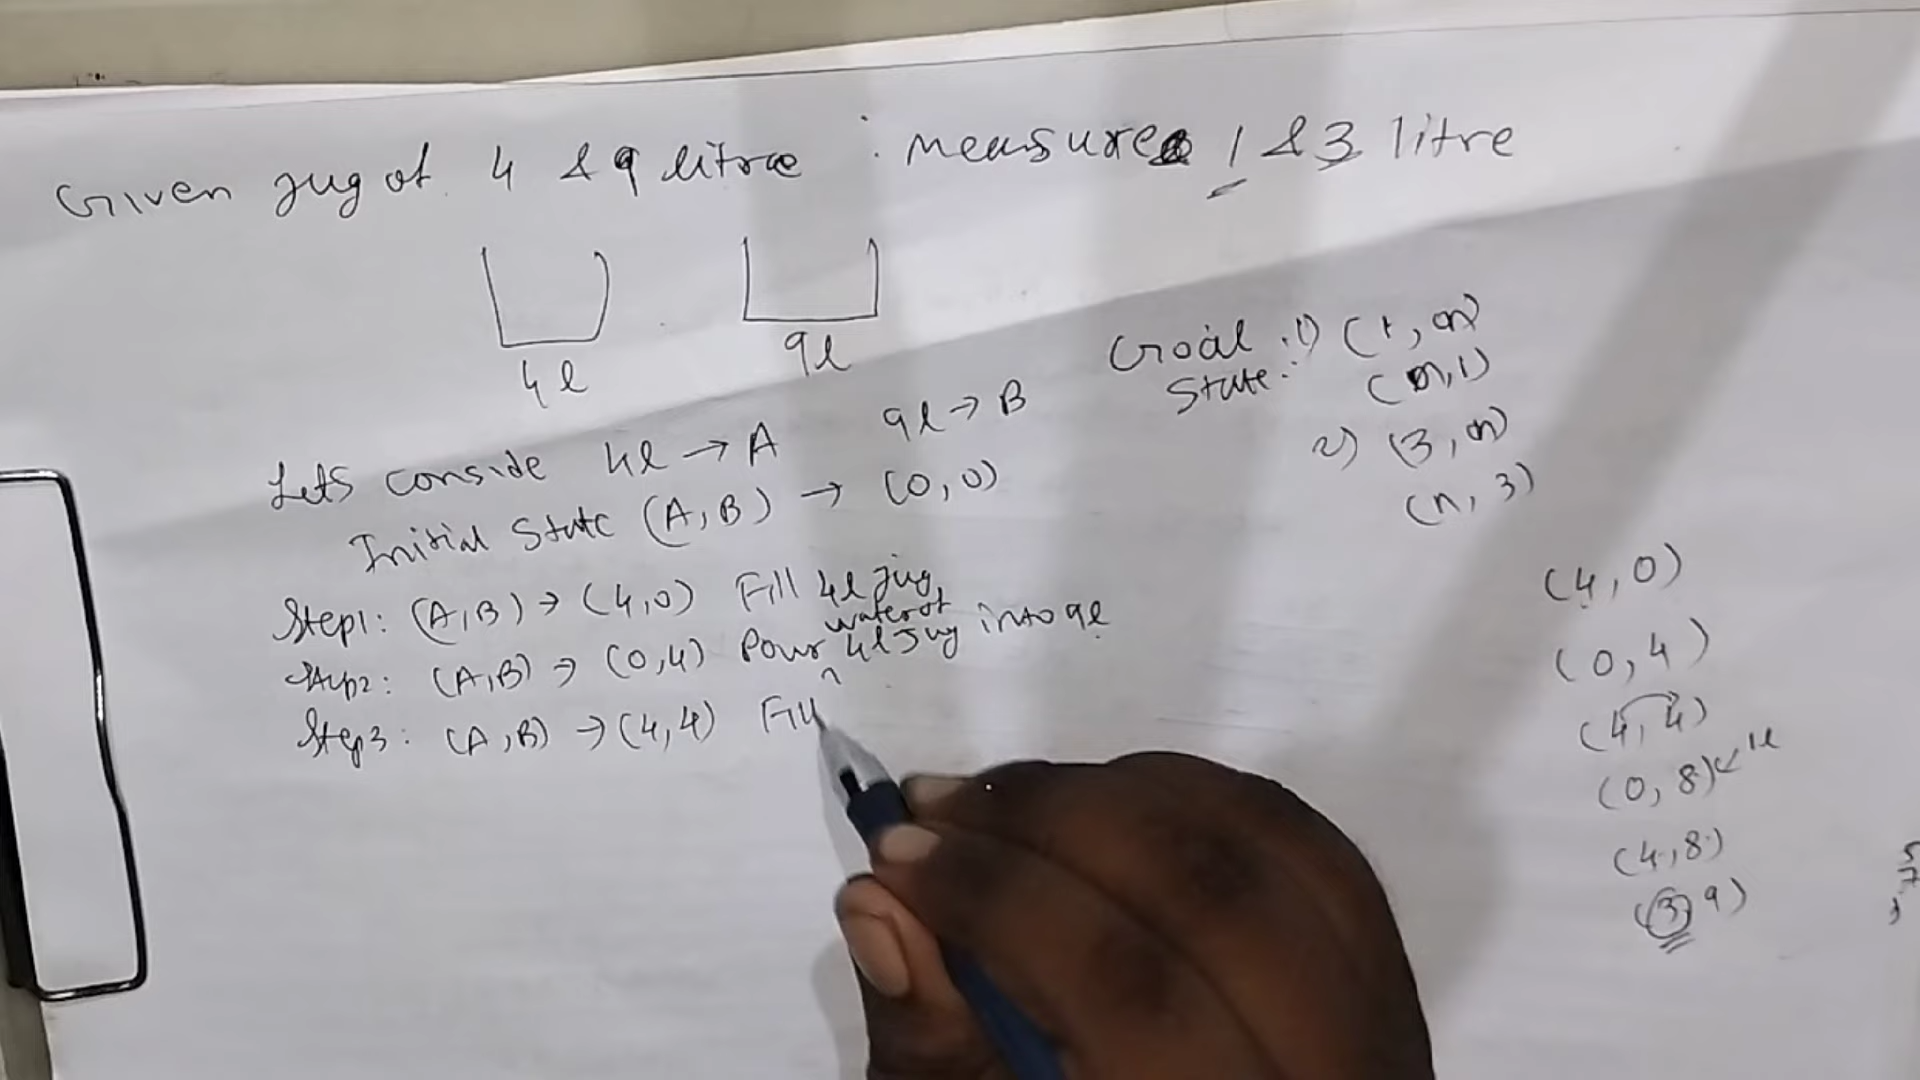 Given jug of 4 & 9 litre : measure 1 & 3 litre
4l
9l
Goal State: 1) (1, n)
(n, 1)
2) (3, n)
(n, 3)
Lets conside 4l → A 9l → B
Initial State (A, B) → (0, 0)
Step1: (A, B) → (4, 0) Fill 4l Jug,
Step2: (A, B) → (0, 4) Pour water of 4l Jug into 9l
Step3: (A, B) → (4, 4) Fill
(4, 0)
(0, 4)
(4, 4)
(0, 8) ← 1l
(4, 8)
(3, 9)